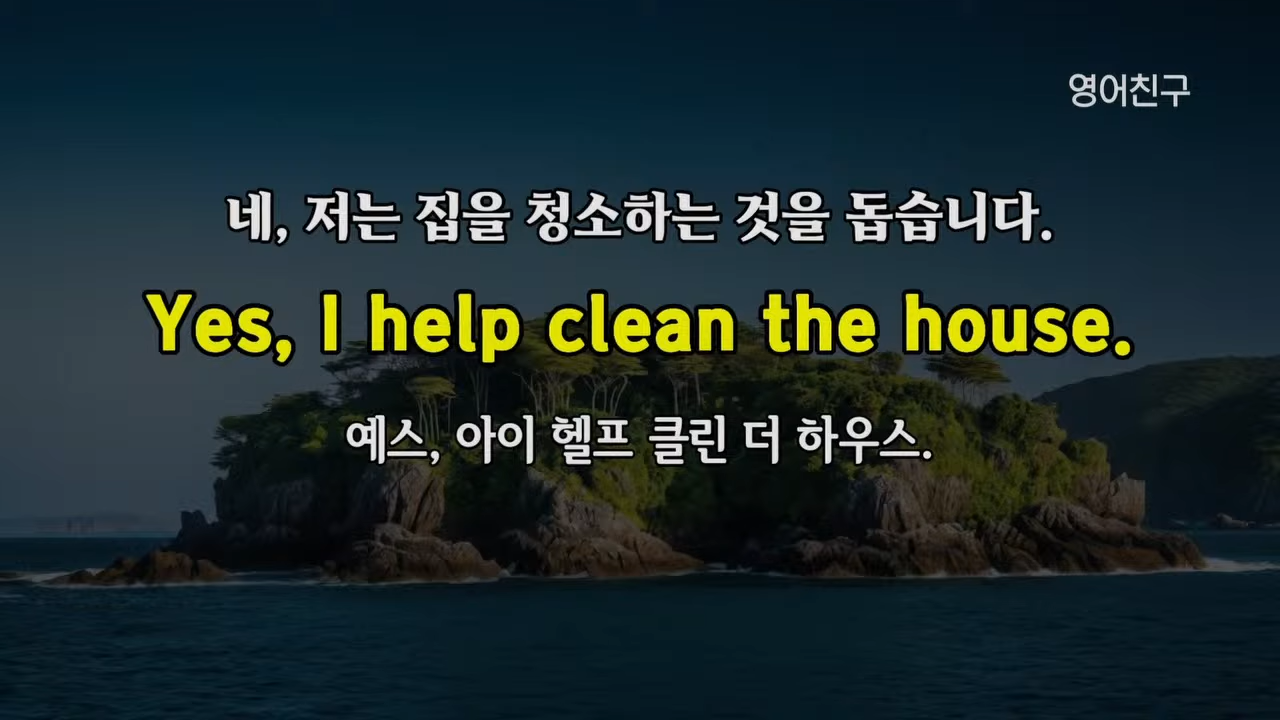 영어친구
네, 저는 집을 청소하는 것을 돕습니다.
Yes, I help clean the house.
예스, 아이 헬프 클린 더 하우스.